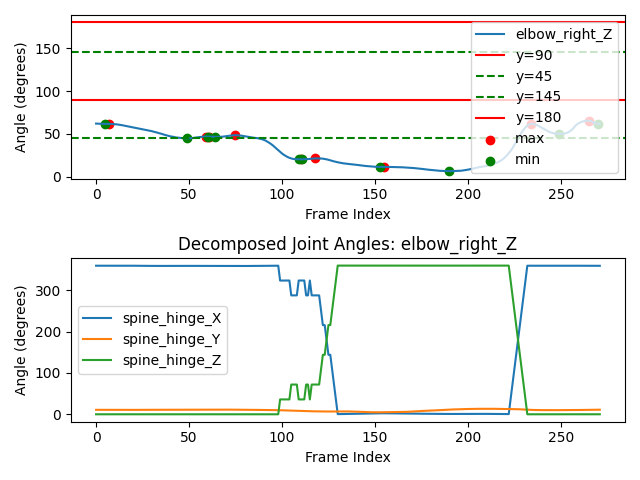 Angle (degrees)
150
100
50
0
elbow_right_Z
y=90
y=45
y=145
y=180
max
min
0
50
100
150
200
250
Frame Index
Decomposed Joint Angles: elbow_right_Z
Angle (degrees)
300
200
100
0
spine_hinge_X
spine_hinge_Y
spine_hinge_Z
0
50
100
150
200
250
Frame Index